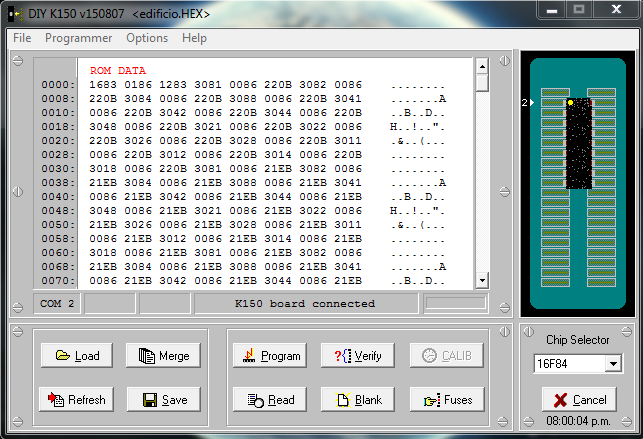 DIY K150 v150807 <edificio.HEX>
File Programmer Options Help
ROM DATA
0000: 1683 0186 1283 3081 0086 220B 3082 0086 ........
0008: 220B 3084 0086 220B 3088 0086 220B 3041 .......A
0010: 0086 220B 3042 0086 220B 3044 0086 220B ..B..D..
0018: 3048 0086 220B 3021 0086 220B 3022 0086 H..!..".
0020: 220B 3026 0086 220B 3028 0086 220B 3011 .&..(...
0028: 0086 220B 3012 0086 220B 3014 0086 220B ........
0030: 3018 0086 220B 3081 0086 21EB 3082 0086 ........
0038: 21EB 3084 0086 21EB 3088 0086 21EB 3041 .......A
0040: 0086 21EB 3042 0086 21EB 3044 0086 21EB ..B..D..
0048: 3048 0086 21EB 3021 0086 21EB 3022 0086 H..!..".
0050: 21EB 3026 0086 21EB 3028 0086 21EB 3011 .&..(...
0058: 0086 21EB 3012 0086 21EB 3014 0086 21EB ........
0060: 3018 0086 21EB 3081 0086 21EB 3082 0086 ........
0068: 21EB 3084 0086 21EB 3088 0086 21EB 3041 .......A
0070: 0086 21EB 3042 0086 21EB 3044 0086 21EB ..B..D..
2
COM 2 K150 board connected
Load Merge Program Verify CALIB
Refresh Save Read Blank Fuses
Chip Selector
16F84
Cancel
08:00:04 p.m.